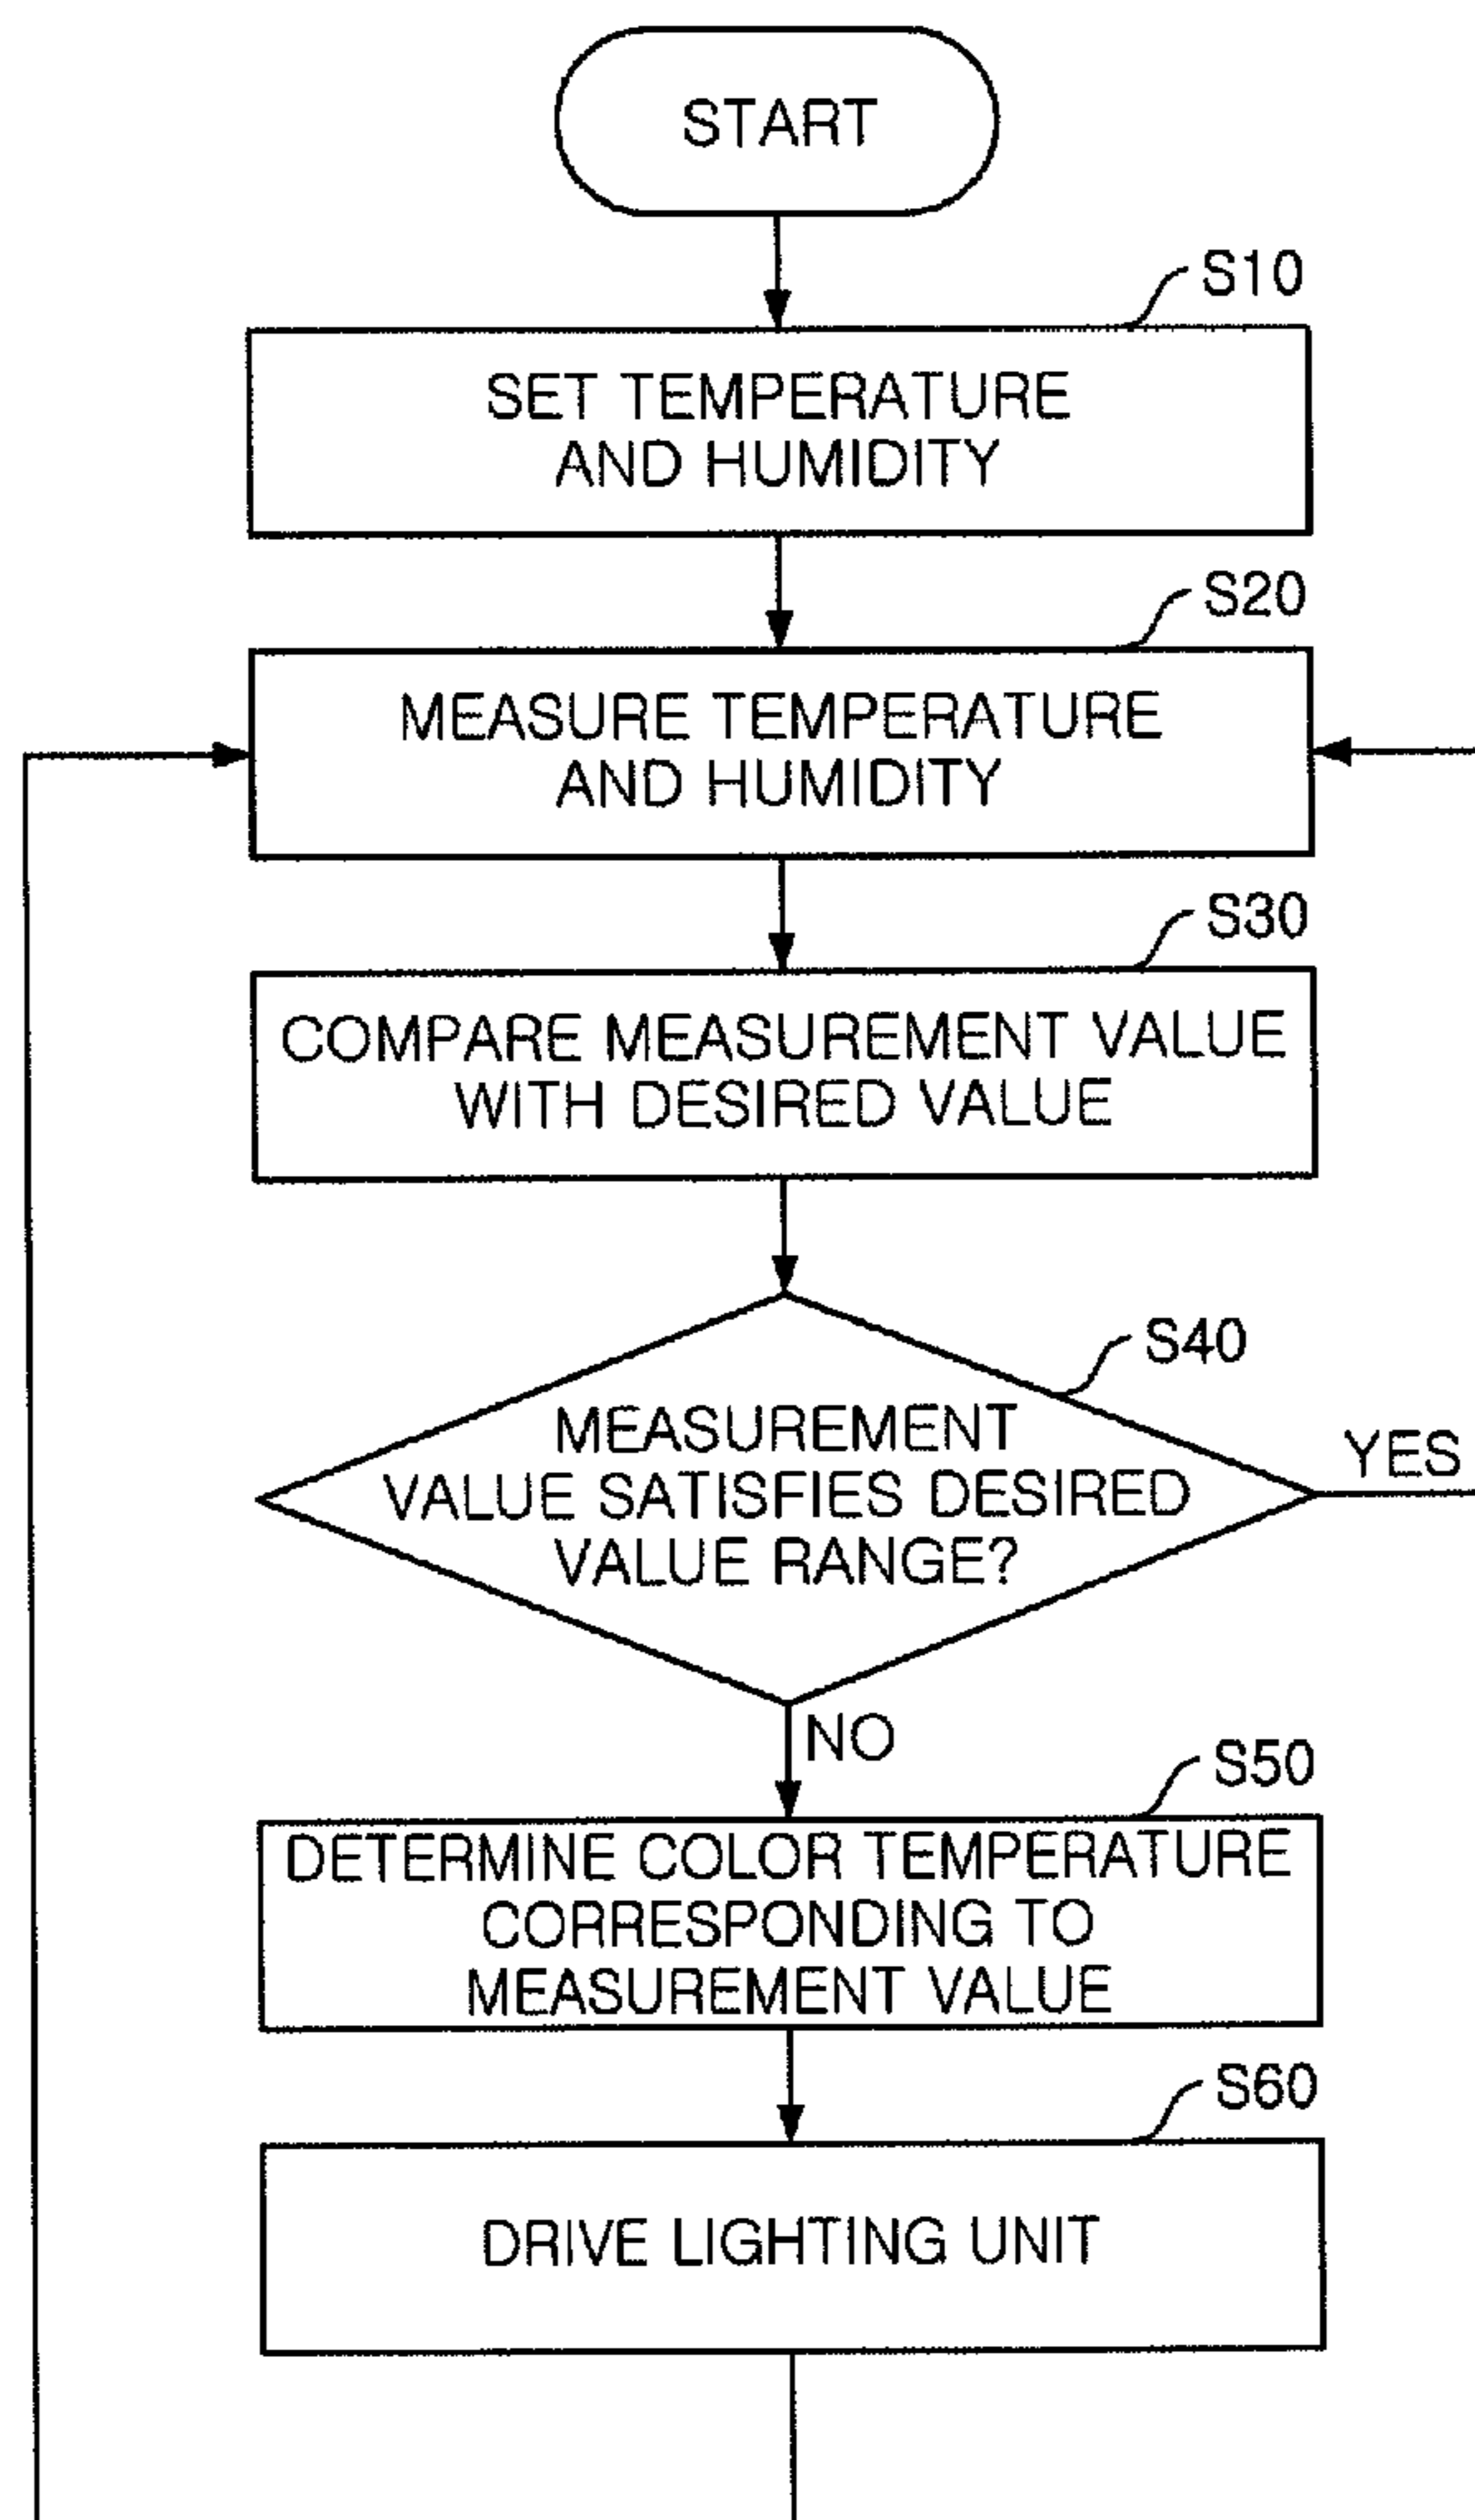 START
S10
SET TEMPERATURE
AND HUMIDITY
S20
MEASURE TEMPERATURE
AND HUMIDITY
S30
COMPARE MEASUREMENT VALUE
WITH DESIRED VALUE
S40
MEASUREMENT
VALUE SATISFIES DESIRED
VALUE RANGE?
YES
NO
S50
DETERMINE COLOR TEMPERATURE
CORRESPONDING TO
MEASUREMENT VALUE
S60
DRIVE LIGHTING UNIT